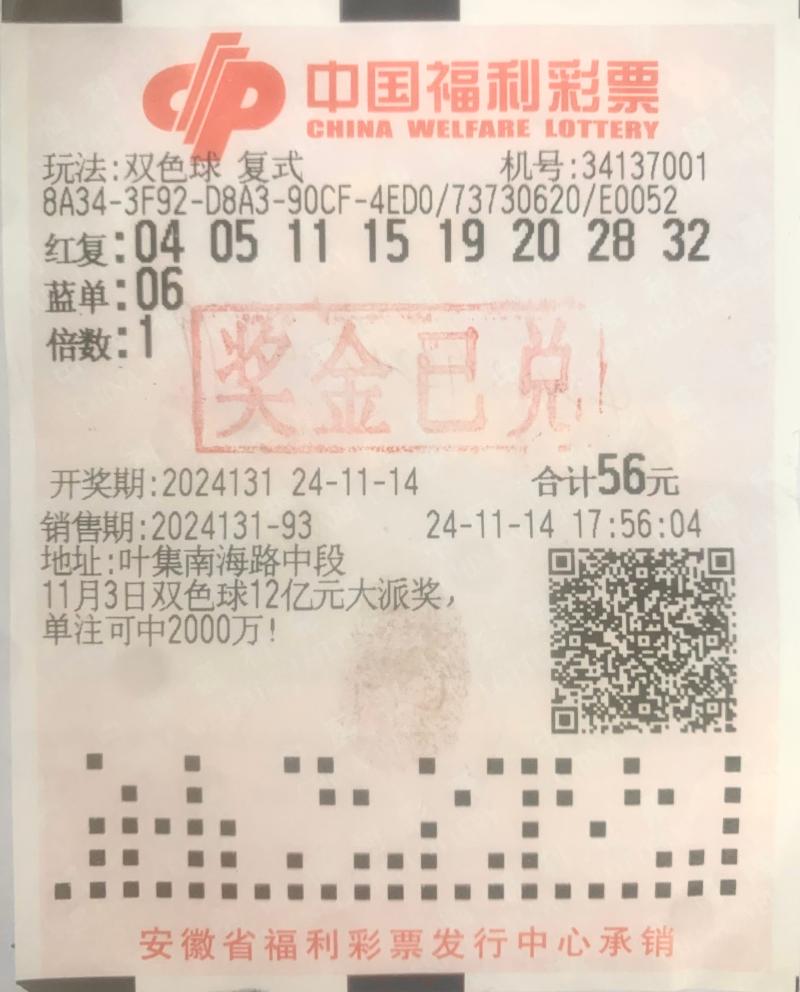 中国福利彩票
CHINA WELFARE LOTTERY
玩法:双色球 复式 机号:34137001
8A34-3F92-D8A3-90CF-4ED0/73730620/E0052
红复:04 05 11 15 19 20 28 32
蓝单:06
倍数:1
奖金已兑
开奖期:2024131 24-11-14 合计56元
销售期:2024131-93 24-11-14 17:56:04
地址:叶集南海路中段
11月3日双色球12亿元大派奖,
单注可中2000万!
安徽省福利彩票发行中心承销